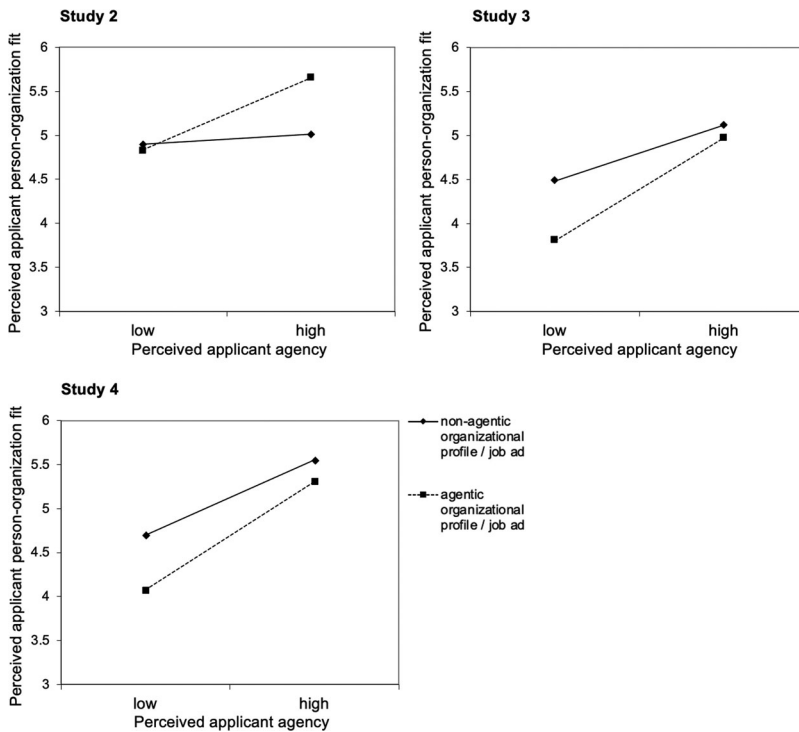 Study 2
6
5.5
5
4.5
4
3.5
3
Perceived applicant person-organization fit
low high
Perceived applicant agency
Study 3
6
5.5
5
4.5
4
3.5
3
Perceived applicant person-organization fit
low high
Perceived applicant agency
Study 4
6
5.5
5
4.5
4
3.5
3
Perceived applicant person-organization fit
low high
Perceived applicant agency
non-agentic
organizational
profile / job ad
agentic
organizational
profile / job ad